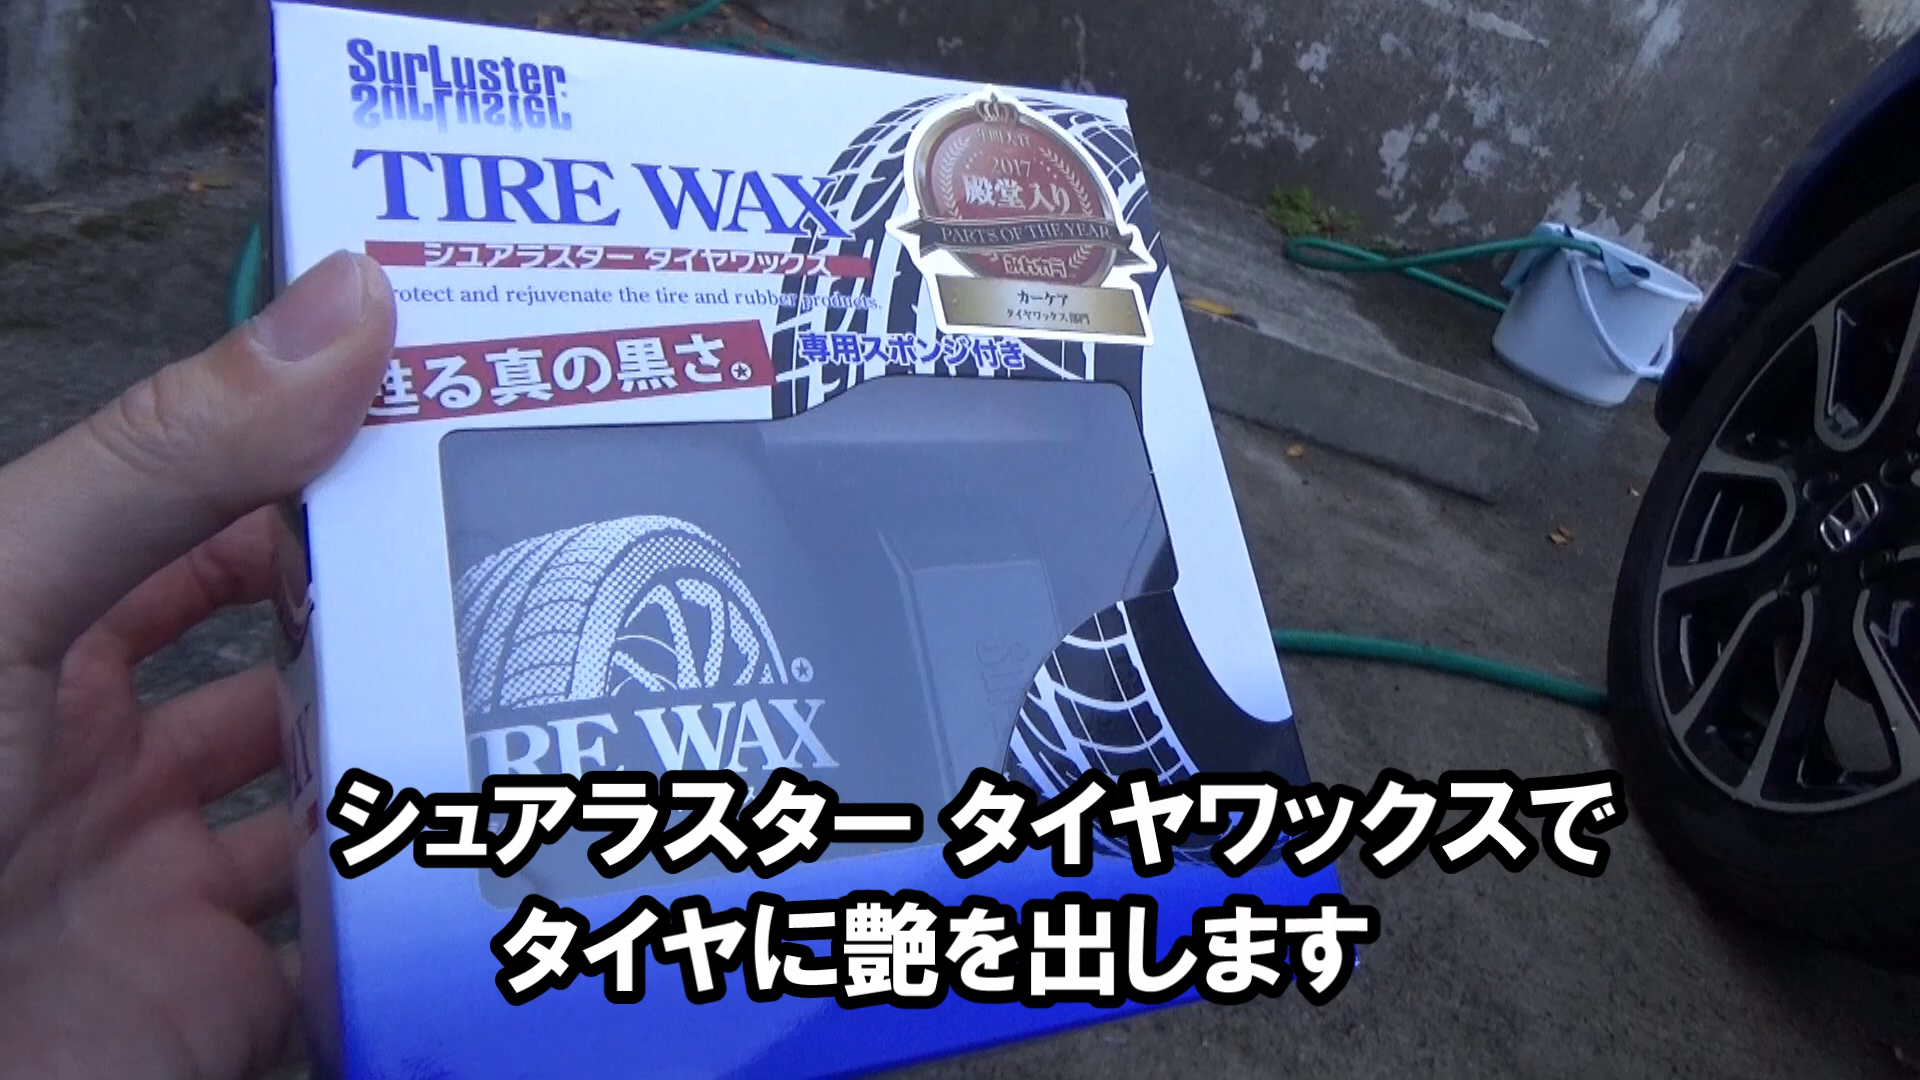 SurLuster
TIRE WAX
シュアラスター タイヤワックス
rotect and rejuvenate the tire and rubber products.
甦る真の黒さ。
専用スポンジ付き
2017
殿堂入り
PARTS OF THE YEAR
みんカラ
カーケア
タイヤワックス部門
RE WAX
シュアラスター タイヤワックスで
タイヤに艶を出します